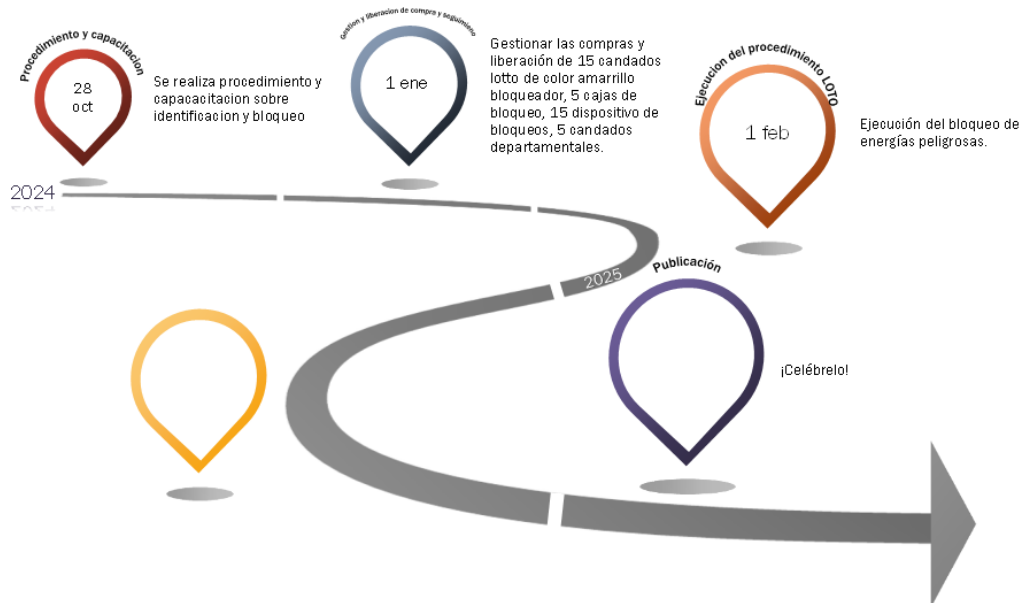 Procedimiento y capacitacion
28
oct
Se realiza procedimiento y
capacacitacion sobre
identificacion y bloqueo
Gestion y liberacion de compra y seguimieno
1 ene
Gestionar las compras y
liberación de 15 candados
lotto de color amarrillo
bloqueador, 5 cajas de
bloqueo, 15 dispositivo de
bloqueos, 5 candados
departamentales.
Ejecucion del procedimiento LOTO
1 feb
Ejecución del bloqueo de
energías peligrosas.
2024
2025
Publicación
¡Celébrelo!